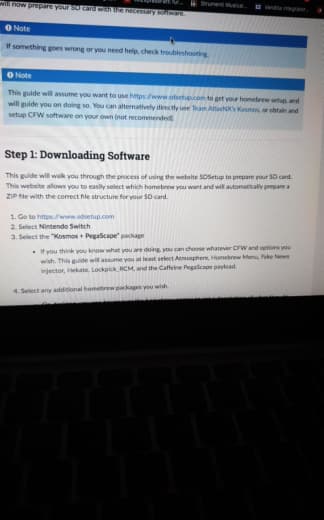 will now prepare your SD card with the necessary software.
Strument Musical...
Note
If something goes wrong or you need help, check troubleshooting.
Note
This guide will assume you want to use https://www.sdsetup.com to get your homebrew setup, and
will guide you on doing so. You can alternatively directly use Team AtlasNX's Kosmos, or obtain and
setup CFW software on your own (not recommended).
Step 1: Downloading Software
This guide will walk you through the process of using the website SDSetup to prepare your SD card.
This website allows you to easily select which homebrew you want and will automatically prepare a
ZIP file with the correct file structure for your SD card.
1. Go to https://www.sdsetup.com
2. Select Nintendo Switch
3. Select the "Kosmos + PegaScape" package
If you think you know what you are doing, you can choose whatever CFW and options you
wish. This guide will assume you at least select Atmosphere, Homebrew Menu, Fake News
Injector, Hekate, Lockpick_RCM, and the Caffeine PegaScape payload.
4. Select any additional homebrew packages you wish.